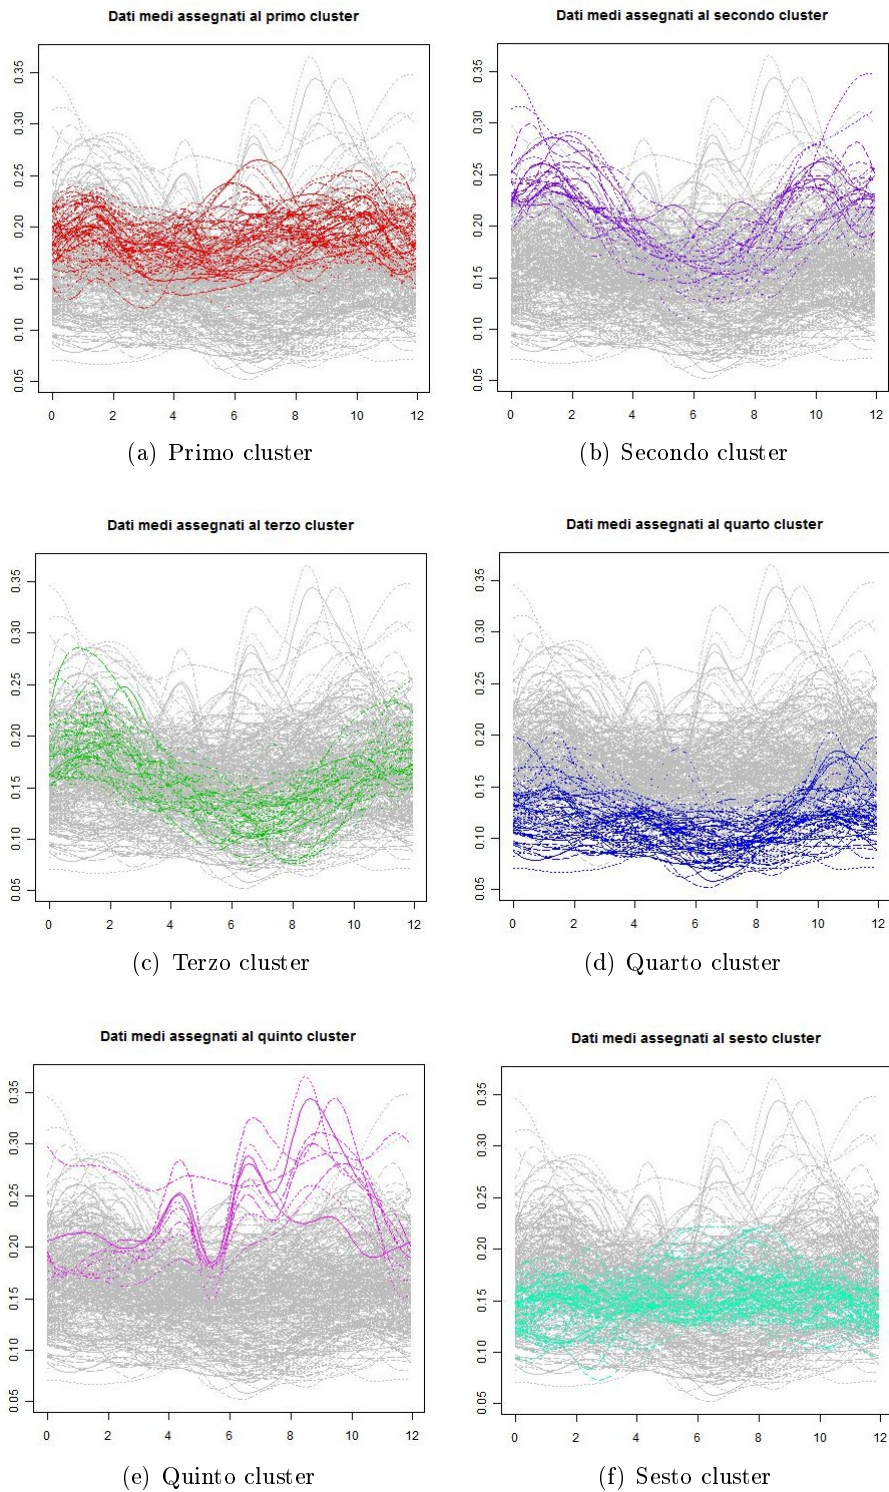 Dati medi assegnati al primo cluster
0.05 0.10 0.15 0.20 0.25 0.30 0.35
0 2 4 6 8 10 12
(a) Primo cluster
Dati medi assegnati al secondo cluster
0.05 0.10 0.15 0.20 0.25 0.30 0.35
0 2 4 6 8 10 12
(b) Secondo cluster
Dati medi assegnati al terzo cluster
0.05 0.10 0.15 0.20 0.25 0.30 0.35
0 2 4 6 8 10 12
(c) Terzo cluster
Dati medi assegnati al quarto cluster
0.05 0.10 0.15 0.20 0.25 0.30 0.35
0 2 4 6 8 10 12
(d) Quarto cluster
Dati medi assegnati al quinto cluster
0.05 0.10 0.15 0.20 0.25 0.30 0.35
0 2 4 6 8 10 12
(e) Quinto cluster
Dati medi assegnati al sesto cluster
0.05 0.10 0.15 0.20 0.25 0.30 0.35
0 2 4 6 8 10 12
(f) Sesto cluster